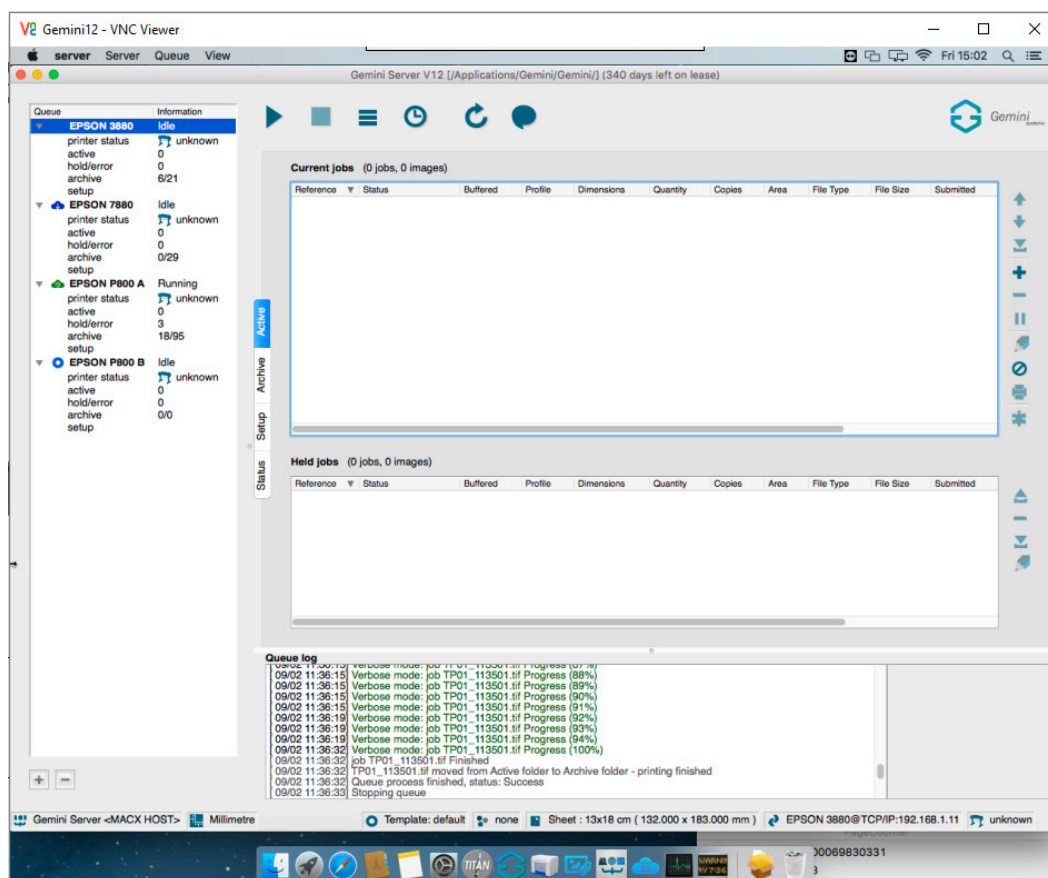 Gemini12 - VNC Viewer
server Server Queue View Fri 15:02
Gemini Server V12 [/Applications/Gemini/Gemini/] (340 days left on lease)
Queue Information
EPSON 3880 Idle
printer status unknown
active 0
hold/error 0
archive 6/21
setup
EPSON 7880 Idle
printer status unknown
active 0
hold/error 0
archive 0/29
setup
EPSON P800 A Running
printer status unknown
active 0
hold/error 3
archive 18/95
setup
EPSON P800 B Idle
printer status unknown
active 0
hold/error 0
archive 0/0
setup
Gemini
systems
Active
Archive
Setup
Status
Current jobs (0 jobs, 0 images)
Reference Status Buffered Profile Dimensions Quantity Copies Area File Type File Size Submitted
Held jobs (0 jobs, 0 images)
Reference Status Buffered Profile Dimensions Quantity Copies Area File Type File Size Submitted
Queue log
[ 09/02 11:36:15] Verbose mode: job TP01_113501.tif Progress (87%)
[ 09/02 11:36:15] Verbose mode: job TP01_113501.tif Progress (88%)
[ 09/02 11:36:15] Verbose mode: job TP01_113501.tif Progress (89%)
[ 09/02 11:36:15] Verbose mode: job TP01_113501.tif Progress (90%)
[ 09/02 11:36:15] Verbose mode: job TP01_113501.tif Progress (91%)
[ 09/02 11:36:19] Verbose mode: job TP01_113501.tif Progress (92%)
[ 09/02 11:36:19] Verbose mode: job TP01_113501.tif Progress (93%)
[ 09/02 11:36:19] Verbose mode: job TP01_113501.tif Progress (94%)
[ 09/02 11:36:32] Verbose mode: job TP01_113501.tif Progress (100%)
[ 09/02 11:36:32] job TP01_113501.tif Finished
[ 09/02 11:36:32] TP01_113501.tif moved from Active folder to Archive folder - printing finished
[ 09/02 11:36:32] Queue process finished, status: Success
[ 09/02 11:36:33] Stopping queue
Gemini Server <MACX HOST> Millimetre Template: default none Sheet : 13x18 cm ( 132.000 x 183.000 mm ) EPSON 3880@TCP/IP:192.168.1.11 unknown
PageCounter
00069830331
TITAN